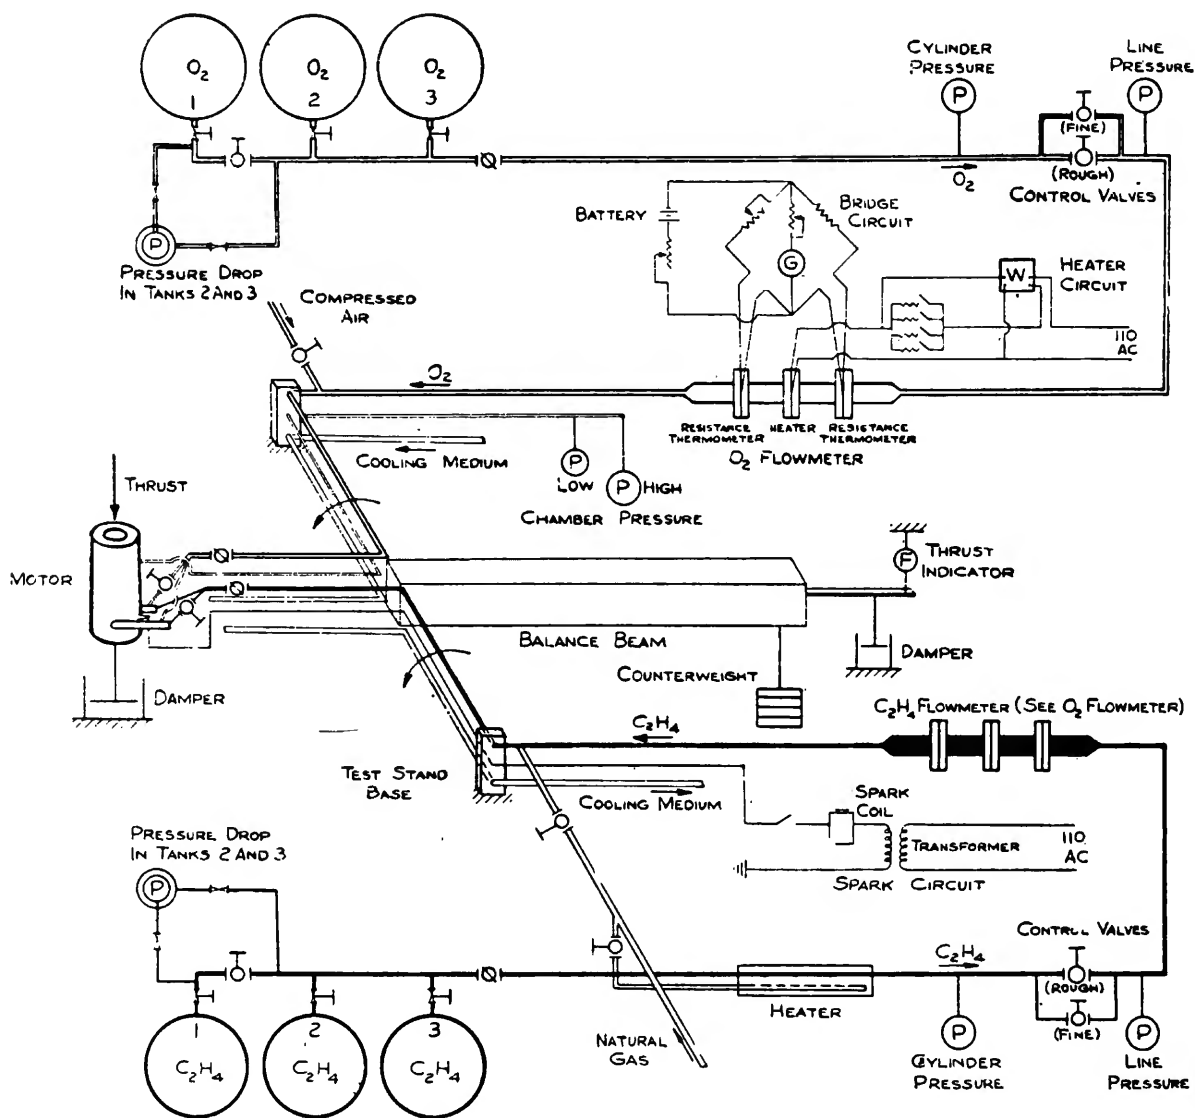 O₂
1
O₂
2
O₂
3
CYLINDER
PRESSURE
P
LINE
PRESSURE
P
(FINE)
(ROUGH)
CONTROL VALVES
O₂
P
PRESSURE DROP
IN TANKS 2 AND 3
BATTERY
BRIDGE
CIRCUIT
G
W
HEATER
CIRCUIT
110
AC
COMPRESSED
AIR
O₂
RESISTANCE
THERMOMETER
HEATER
RESISTANCE
THERMOMETER
O₂ FLOWMETER
COOLING MEDIUM
P
LOW
P
HIGH
CHAMBER PRESSURE
THRUST
MOTOR
DAMPER
BALANCE BEAM
F
THRUST
INDICATOR
DAMPER
COUNTERWEIGHT
C₂H₄
C₂H₄ FLOWMETER (SEE O₂ FLOWMETER)
TEST STAND
BASE
COOLING MEDIUM
SPARK
COIL
TRANSFORMER
110
AC
SPARK CIRCUIT
PRESSURE DROP
IN TANKS 2 AND 3
P
C₂H₄
CONTROL VALVES
(ROUGH)
(FINE)
HEATER
NATURAL
GAS
P
CYLINDER
PRESSURE
P
LINE
PRESSURE
1
C₂H₄
2
C₂H₄
3
C₂H₄